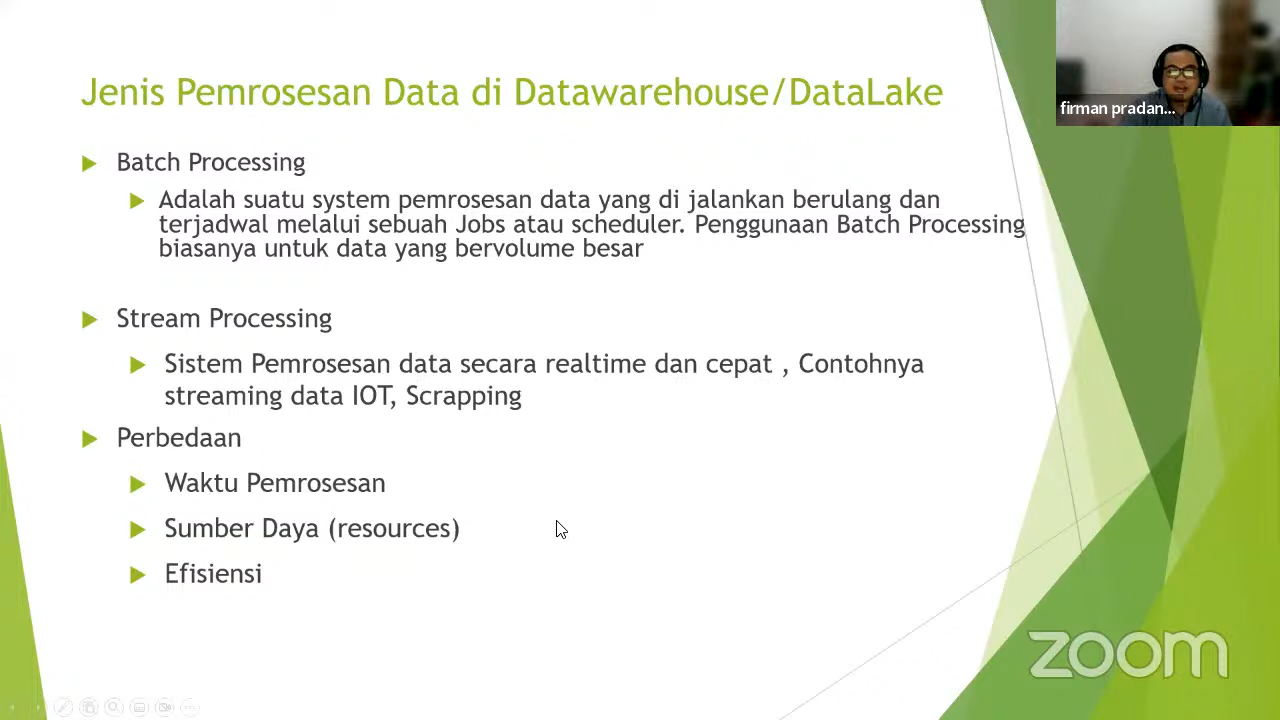 Jenis Pemrosesan Data di Datawarehouse/DataLake
firman pradan...
Batch Processing
Adalah suatu system pemrosesan data yang di jalankan berulang dan
terjadwal melalui sebuah Jobs atau scheduler. Penggunaan Batch Processing
biasanya untuk data yang bervolume besar
Stream Processing
Sistem Pemrosesan data secara realtime dan cepat , Contohnya
streaming data IOT, Scrapping
Perbedaan
Waktu Pemrosesan
Sumber Daya (resources)
Efisiensi
zoom